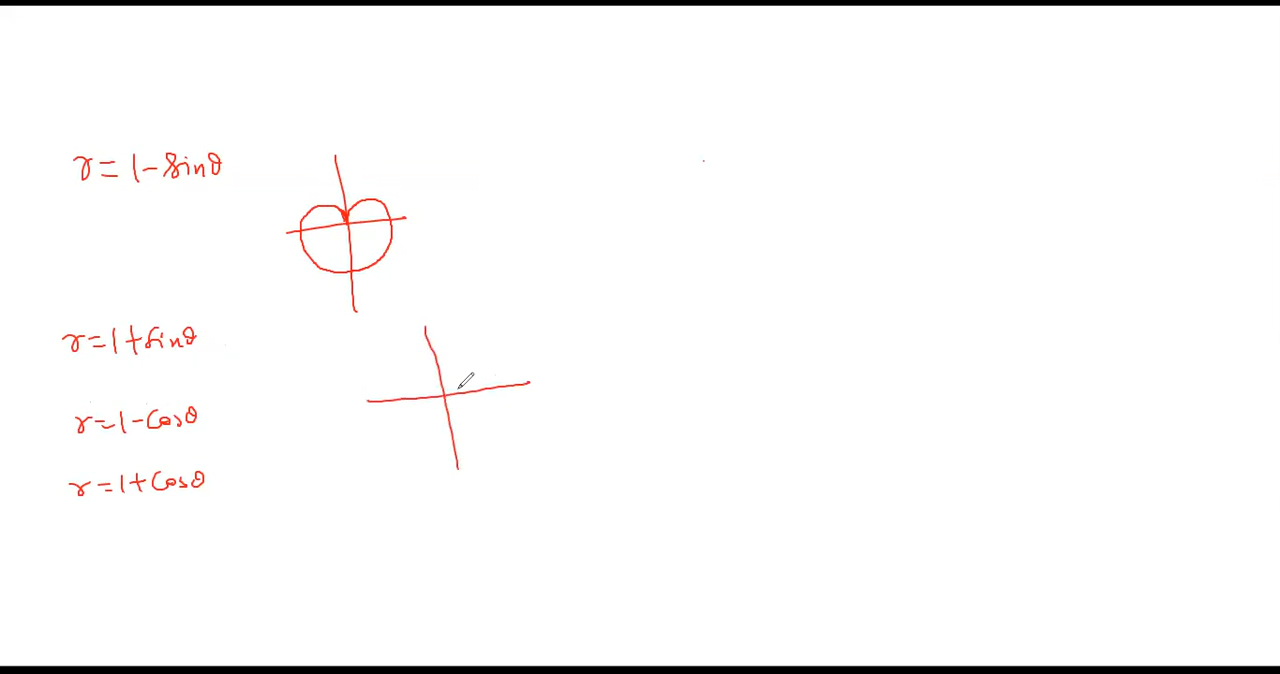 r = 1 - sinθ
r = 1 + sinθ
r = 1 - cosθ
r = 1 + cosθ